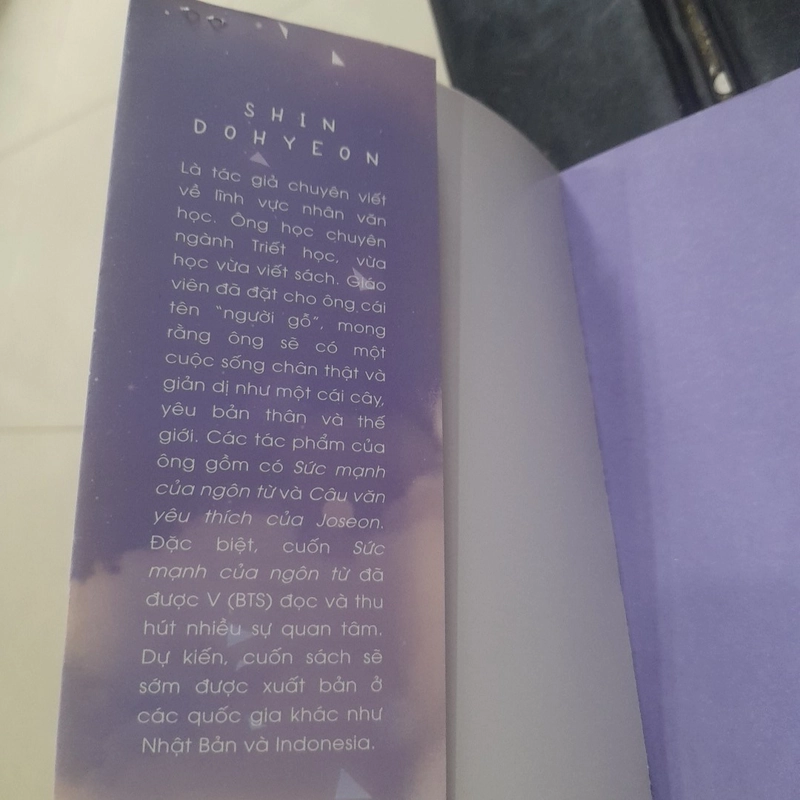 SHIN
DOHYEON
Là tác giả chuyên viết
về lĩnh vực nhân văn
học. Ông học chuyên
ngành Triết học, vừa
học vừa viết sách. Giáo
viên đã đặt cho ông cái
tên “người gỗ”, mong
rằng ông sẽ có một
cuộc sống chân thật và
giản dị như một cái cây,
yêu bản thân và thế
giới. Các tác phẩm của
ông gồm có Sức mạnh
của ngôn từ và Câu văn
yêu thích của Joseon.
Đặc biệt, cuốn Sức
mạnh của ngôn từ đã
được V (BTS) đọc và thu
hút nhiều sự quan tâm.
Dự kiến, cuốn sách sẽ
sớm được xuất bản ở
các quốc gia khác như
Nhật Bản và Indonesia.